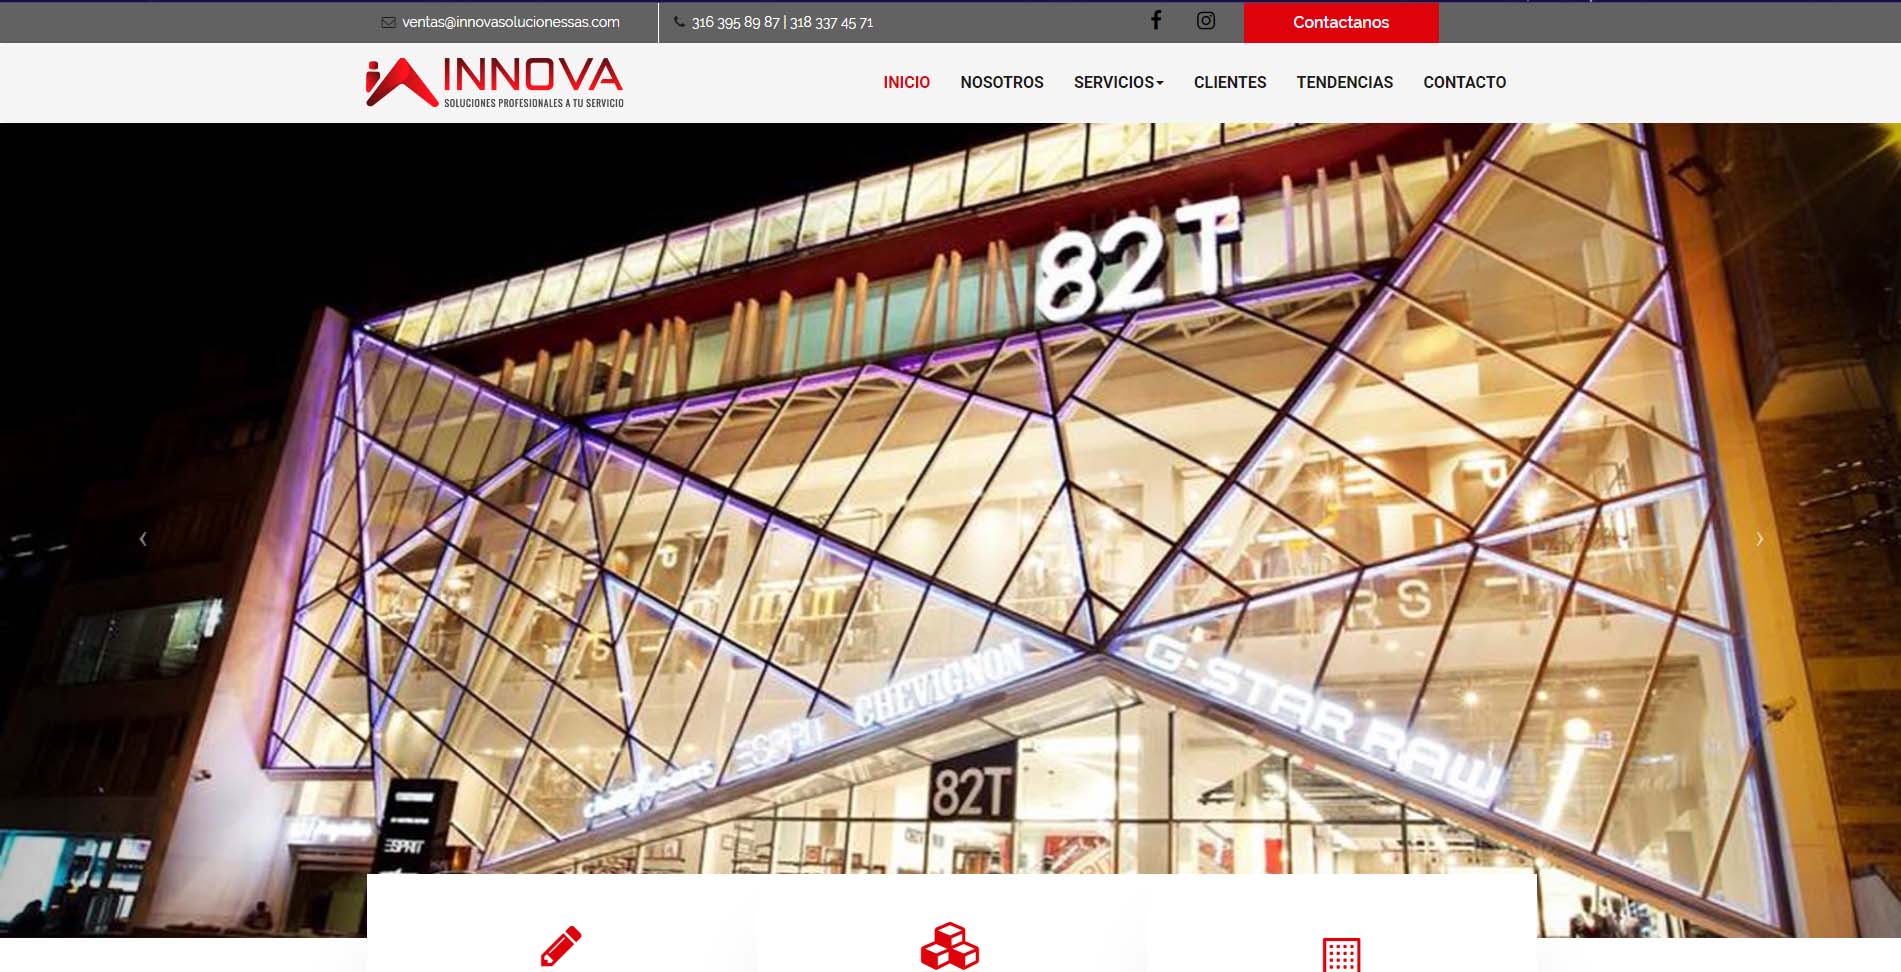 ventas@innovasolucionessas.com
316 395 89 87 | 318 337 45 71
Contactanos
INNOVA
SOLUCIONES PROFESIONALES A TU SERVICIO
INICIO
NOSOTROS
SERVICIOS
CLIENTES
TENDENCIAS
CONTACTO
82T
CHEVIGNON
G-STAR RAW
ESPRIT
82T
ESPRIT